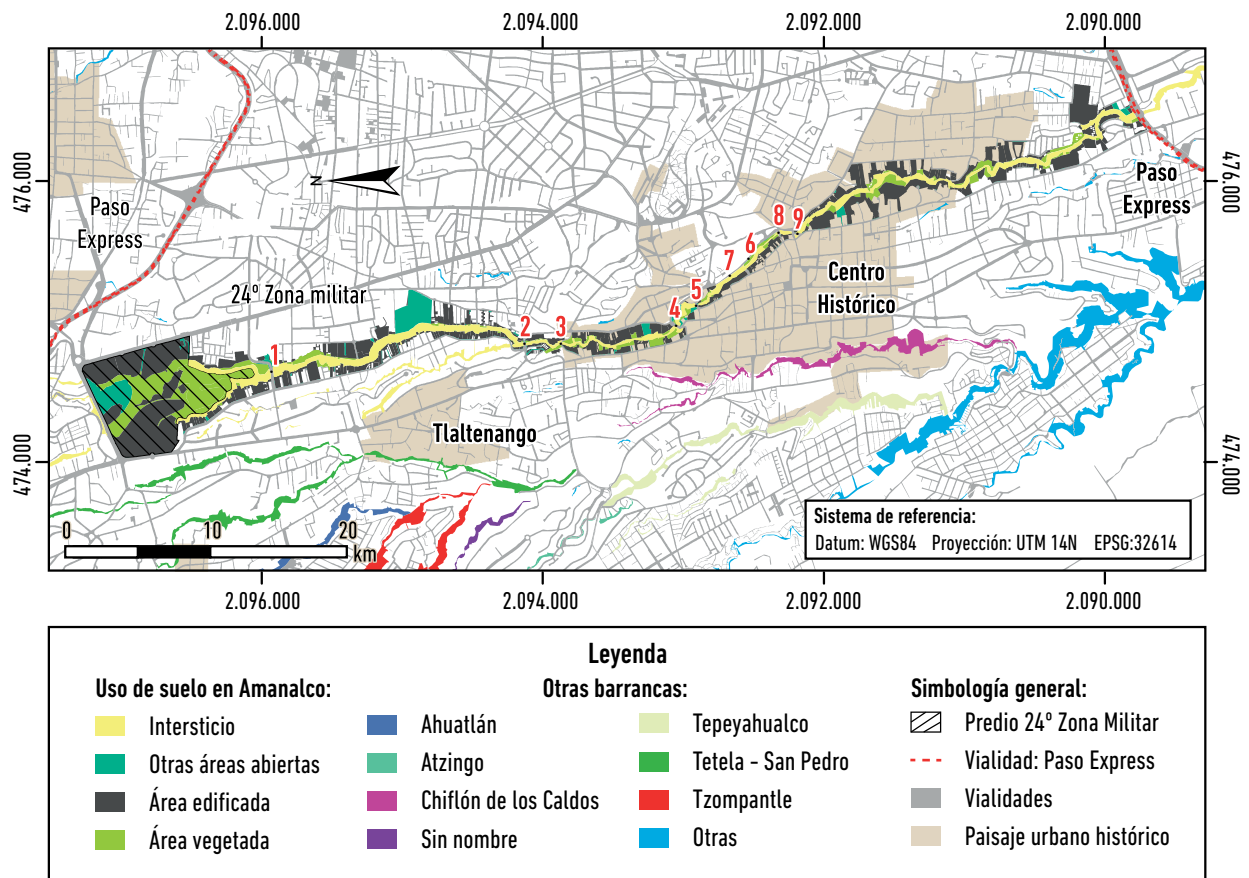 2.096.000 2.094.000 2.092.000 2.090.000
476.000
474.000
476.000
474.000
Paso
Express
N
24º Zona militar
Paso
Express
Centro
Histórico
Tlaltenango
1 2 3 4 5 6 7 8 9
0 10 20
km
Sistema de referencia:
Datum: WGS84 Proyección: UTM 14N EPSG:32614
2.096.000 2.094.000 2.092.000 2.090.000
Leyenda
Uso de suelo en Amanalco:
Intersticio
Otras áreas abiertas
Área edificada
Área vegetada
Otras barrancas:
Ahuatlán
Atzingo
Chiflón de los Caldos
Sin nombre
Tepeyahualco
Tetela - San Pedro
Tzompantle
Otras
Simbología general:
Predio 24º Zona Militar
Vialidad: Paso Express
Vialidades
Paisaje urbano histórico